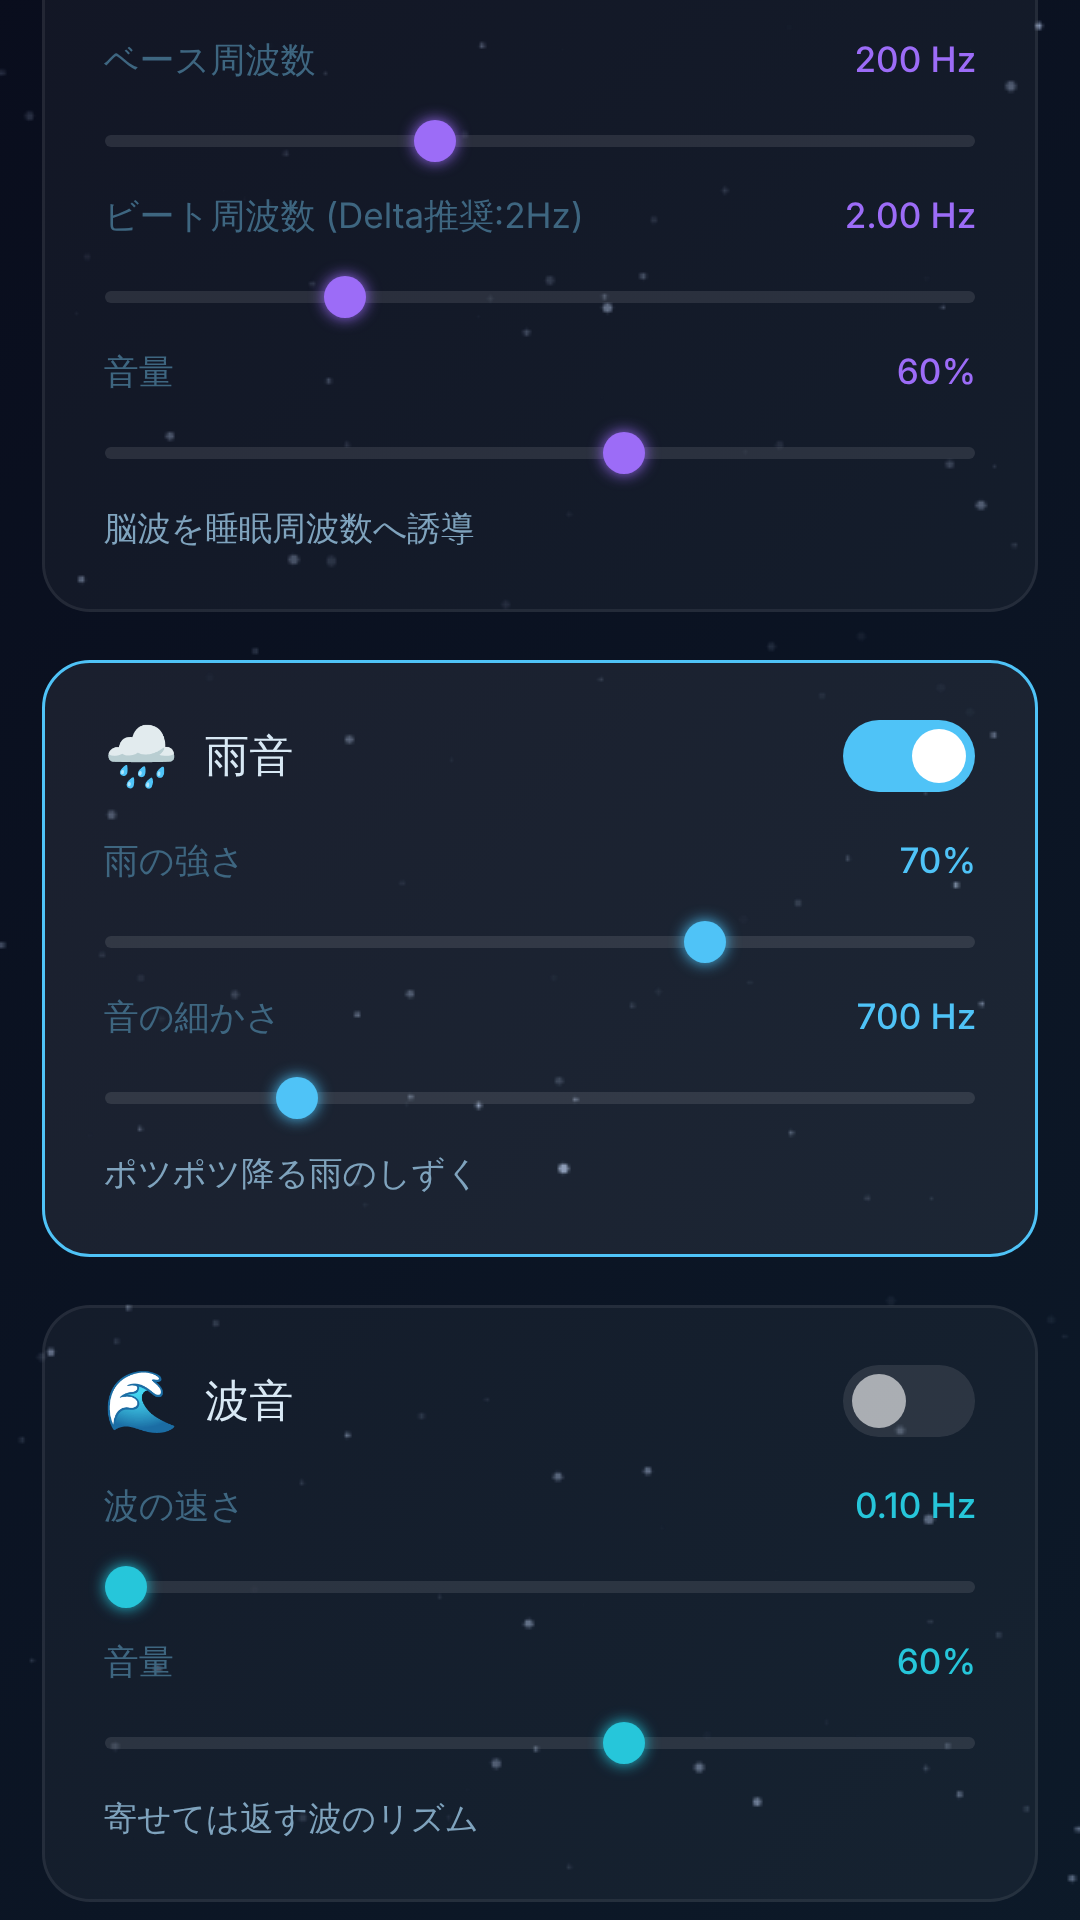 ベース周波数 200 Hz
ビート周波数 (Delta推奨:2Hz) 2.00 Hz
音量 60%
脳波を睡眠周波数へ誘導
雨音
雨の強さ 70%
音の細かさ 700 Hz
ポツポツ降る雨のしずく
波音
波の速さ 0.10 Hz
音量 60%
寄せては返す波のリズム